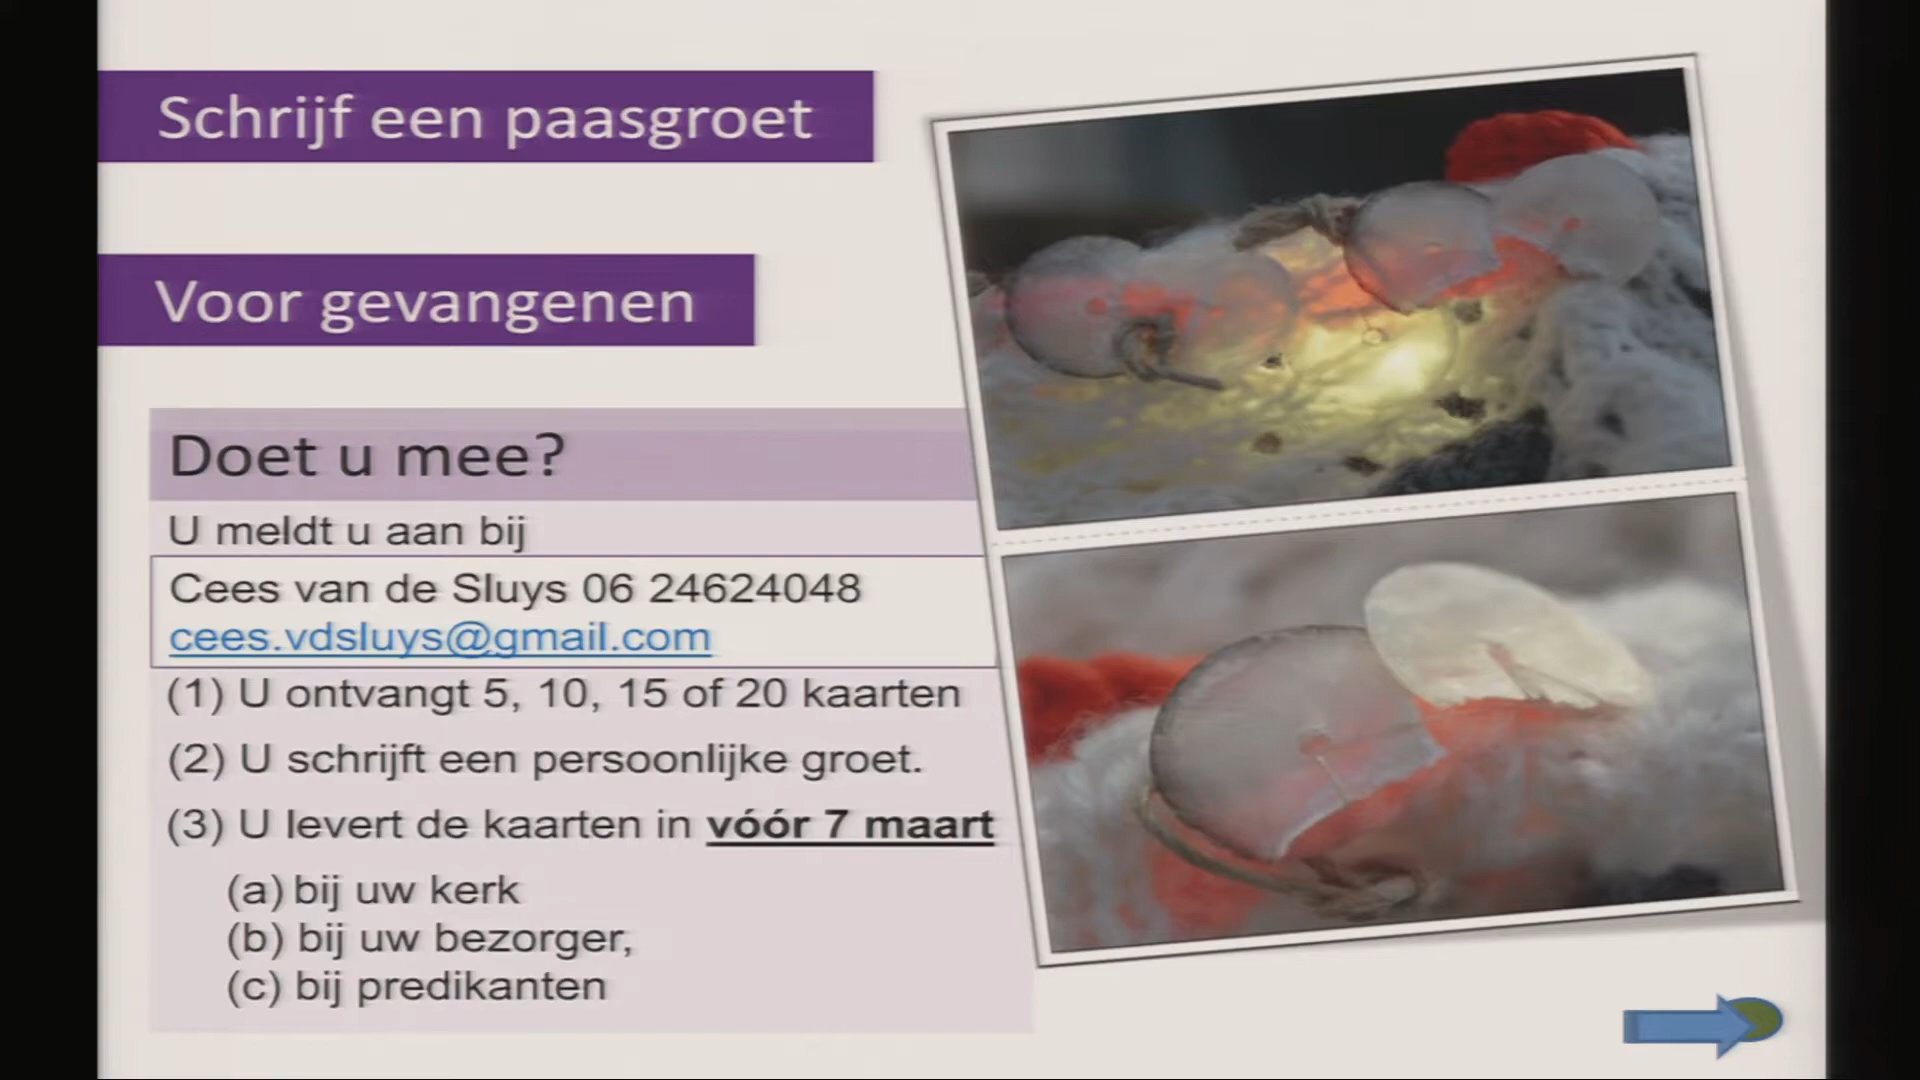 Schrijf een paasgroet
Voor gevangenen
Doet u mee?
U meldt u aan bij
Cees van de Sluys 06 24624048
cees.vdsluys@gmail.com
(1) U ontvangt 5, 10, 15 of 20 kaarten
(2) U schrijft een persoonlijke groet.
(3) U levert de kaarten in vóór 7 maart
(a) bij uw kerk
(b) bij uw bezorger,
(c) bij predikanten